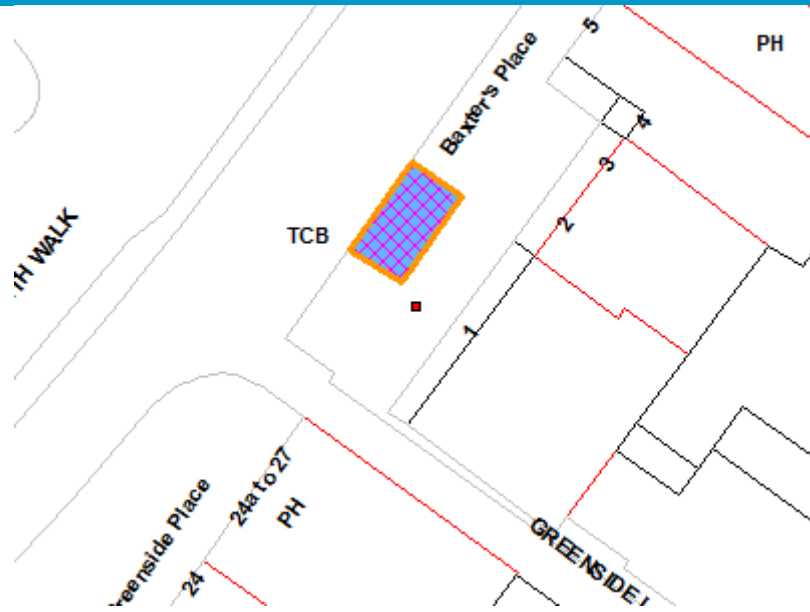 5
PH
Baxter's Place
4
3
2
TCB
TH WALK
1
24a to 27
PH
Greenside Place
24
GREENSIDE L